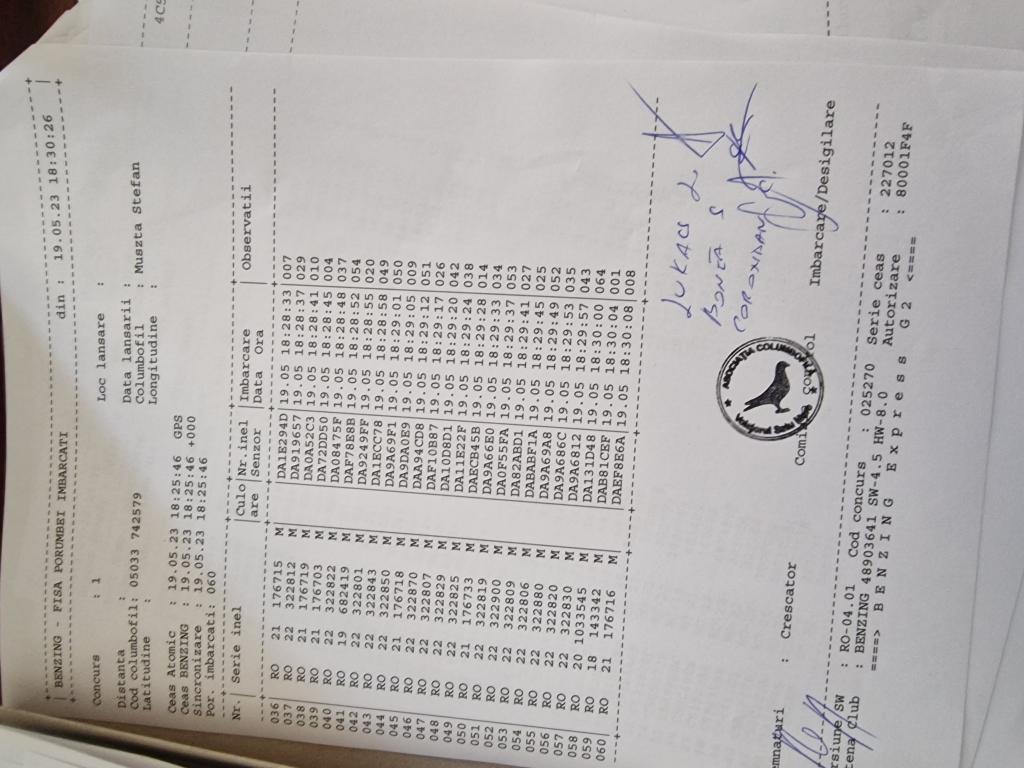 BENZING - FISA PORUMBEI IMBARCATI din : 19.05.23 18:30:26
Concurs : 1 Loc lansare :
Distanta : Data lansarii :
Cod columbofil: 05033 742579 Columbofil : Muszta Stefan
Latitudine : Longitudine :
Ceas Atomic : 19.05.23 18:25:46 GPS
Ceas BENZING : 19.05.23 18:25:46 +000
Sincronizare : 19.05.23 18:25:46
Por. imbarcati: 060
Nr.| Serie inel |Culo|Nr.inel |Imbarcare |Observatii
are |Senzor |Data Ora
036 RO 21 176715 M DA1E294D 19.05 18:28:33 007
037 RO 22 322812 M DA919657 19.05 18:28:37 029
038 RO 21 176719 M DA0A52C3 19.05 18:28:41 010
039 RO 21 176703 M DA72DD50 19.05 18:28:45 004
040 RO 22 322822 M DA08475F 19.05 18:28:48 037
041 RO 19 682419 M DAF78E8B 19.05 18:28:52 054
042 RO 22 322801 M DA9249FF 19.05 18:28:55 020
043 RO 22 322843 M DA1ECC78 19.05 18:28:58 049
044 RO 22 322850 M DA9A69F1 19.05 18:29:01 050
045 RO 21 176718 M DA9DA0E9 19.05 18:29:05 009
046 RO 22 322870 M DAA94CD8 19.05 18:29:12 051
047 RO 22 322807 M DAF10B87 19.05 18:29:17 026
048 RO 22 322829 M DA10D8D1 19.05 18:29:20 042
049 RO 22 322825 M DA11E22F 19.05 18:29:24 038
050 RO 21 176733 M DAECB45B 19.05 18:29:28 014
051 RO 22 322819 M DA9A66E0 19.05 18:29:33 034
052 RO 22 322900 M DA0F55FA 19.05 18:29:37 053
053 RO 22 322809 M DA82ABD1 19.05 18:29:41 027
054 RO 22 322806 M DABABF1A 19.05 18:29:45 025
055 RO 22 322880 M DA9A69A8 19.05 18:29:49 052
056 RO 22 322820 M DA9A686C 19.05 18:29:53 035
057 RO 22 322830 M DA9A6812 19.05 18:29:57 043
058 RO 20 1033545 M DA131D48 19.05 18:30:00 064
059 RO 18 143342 M DAB81CEF 19.05 18:30:04 001
060 RO 21 176716 M DAEF8E6A 19.05 18:30:08 008
LUKACS L
BONȚA S
ASOCIATIA COLUMBOFILA
emnaturi : Crescator Control Imbarcare/Desigilare
rsiune SW : RO-04.01 Cod concurs : 025270 Serie ceas : 227012
tena Club : BENZING 48903641 SW-4.5 HW-8.0 Autorizare : 80001F4F
====> B E N Z I N G E x p r e s s G 2 <====